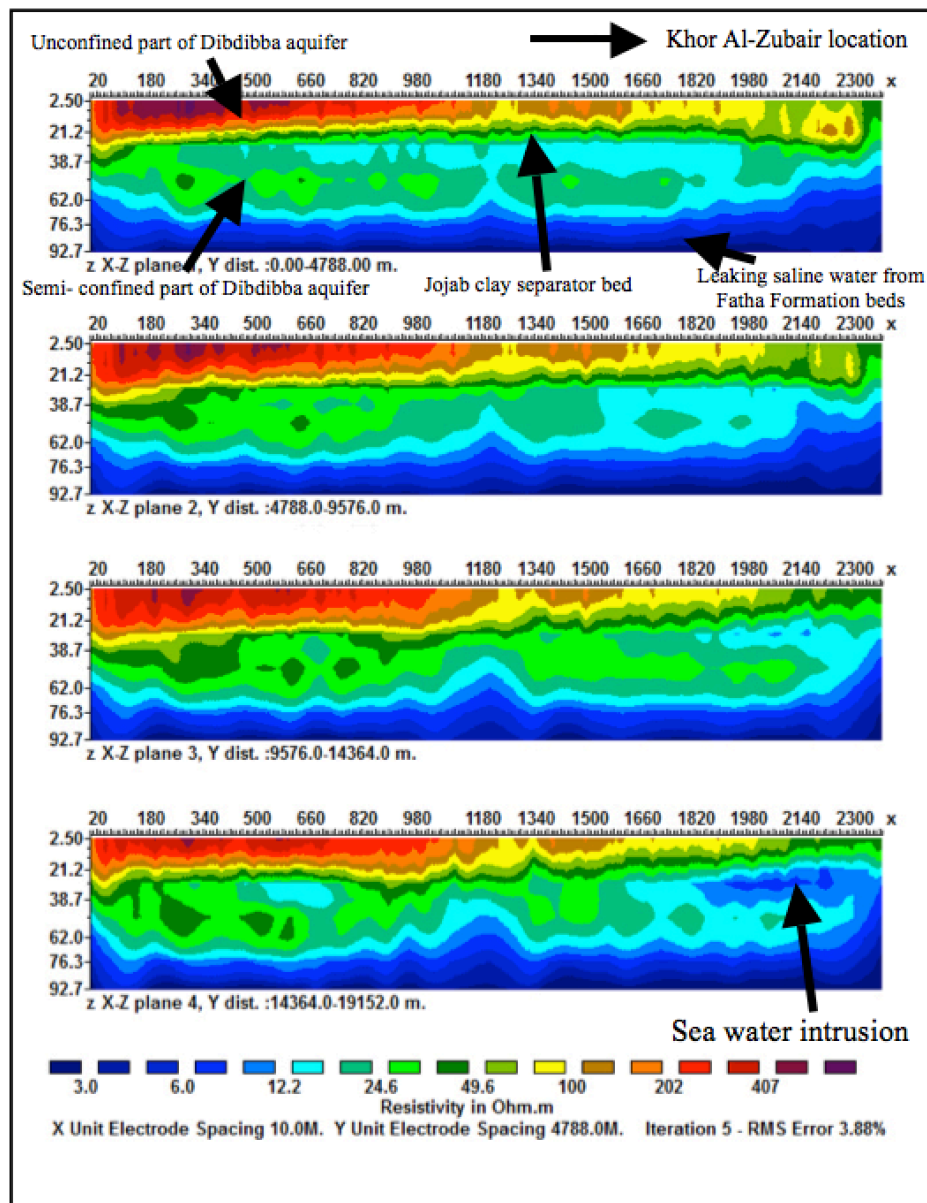 Unconfined part of Dibdibba aquifer
Khor Al-Zubair location
20 180 340 500 660 820 980 1180 1340 1500 1660 1820 1980 2140 2300 x
2.50
21.2
38.7
62.0
76.3
92.7
z X-Z plane 1, Y dist. :0.00-4788.00 m.
Semi- confined part of Dibdibba aquifer
Jojab clay separator bed
Leaking saline water from
Fatha Formation beds
20 180 340 500 660 820 980 1180 1340 1500 1660 1820 1980 2140 2300 x
2.50
21.2
38.7
62.0
76.3
92.7
z X-Z plane 2, Y dist. :4788.0-9576.0 m.
20 180 340 500 660 820 980 1180 1340 1500 1660 1820 1980 2140 2300 x
2.50
21.2
38.7
62.0
76.3
92.7
z X-Z plane 3, Y dist. :9576.0-14364.0 m.
20 180 340 500 660 820 980 1180 1340 1500 1660 1820 1980 2140 2300 x
2.50
21.2
38.7
62.0
76.3
92.7
z X-Z plane 4, Y dist. :14364.0-19152.0 m.
Sea water intrusion
3.0 6.0 12.2 24.6 49.6 100 202 407
Resistivity in Ohm.m
X Unit Electrode Spacing 10.0M. Y Unit Electrode Spacing 4788.0M. Iteration 5 - RMS Error 3.88%